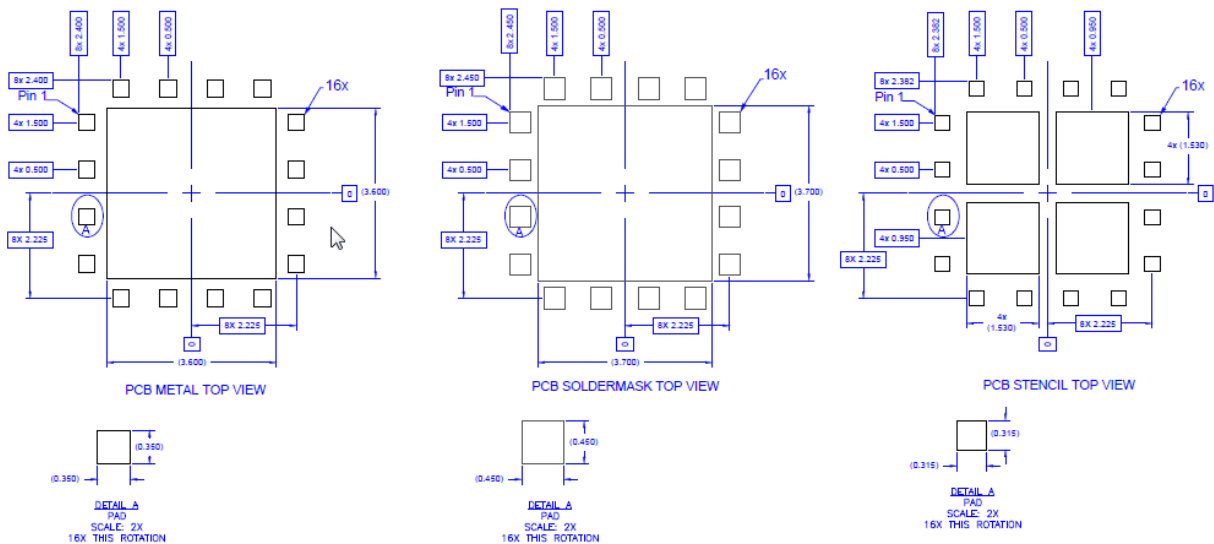 8x 2.400
4x 1.500
4x 0.500
8x 2.400
Pin 1
16x
4x 1.500
4x 0.500
0
(3.600)
A
8X 2.225
8X 2.225
0
(3.600)
PCB METAL TOP VIEW
(0.350)
(0.350)
DETAIL A
PAD
SCALE: 2X
16X THIS ROTATION
8x 2.450
4x 1.500
4x 0.500
8x 2.450
Pin 1
16x
4x 1.500
4x 0.500
0
(3.700)
A
8X 2.225
8X 2.225
0
(3.700)
PCB SOLDERMASK TOP VIEW
(0.450)
(0.450)
DETAIL A
PAD
SCALE: 2X
16X THIS ROTATION
8x 2.382
4x 1.500
4x 0.500
4x 0.950
8x 2.382
Pin 1
16x
4x 1.500
4x (1.530)
4x 0.500
0
A
4x 0.950
8X 2.225
4x
(1.530)
8X 2.225
0
PCB STENCIL TOP VIEW
(0.315)
(0.315)
DETAIL A
PAD
SCALE: 2X
16X THIS ROTATION